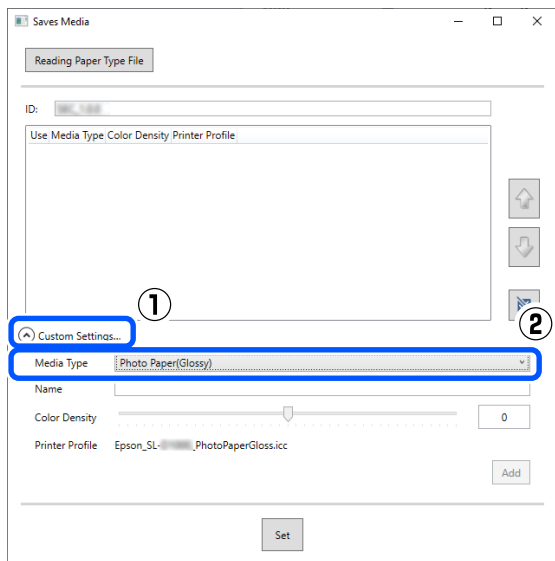 Saves Media
Reading Paper Type File
ID:
Use Media Type Color Density Printer Profile
①
Custom Settings...
②
Media Type Photo Paper(Glossy)
Name
Color Density 0
Printer Profile Epson_SL- _PhotoPaperGloss.icc
Add
Set